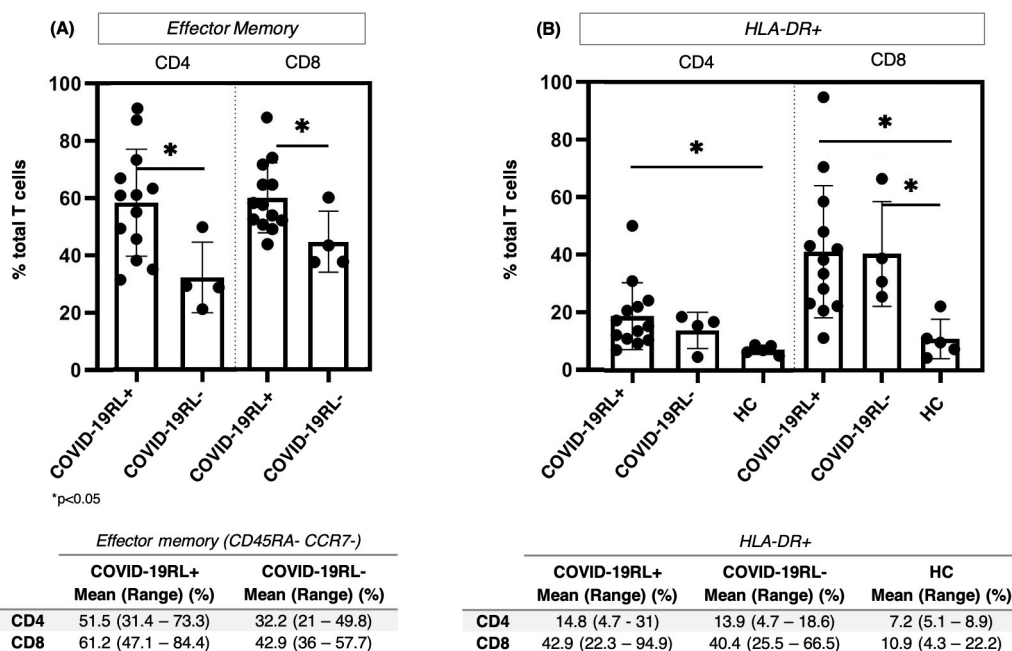 (A)
Effector Memory
CD4 CD8
% total T cells
100
80
60
40
20
0
* *
COVID-19RL+ COVID-19RL- COVID-19RL+ COVID-19RL-
*p<0.05
(B)
HLA-DR+
CD4 CD8
% total T cells
100
80
60
40
20
0
* * *
COVID-19RL+ COVID-19RL- HC COVID-19RL+ COVID-19RL- HC
Effector memory (CD45RA- CCR7-)
COVID-19RL+ COVID-19RL-
Mean (Range) (%) Mean (Range) (%)
CD4 51.5 (31.4 – 73.3) 32.2 (21 – 49.8)
CD8 61.2 (47.1 – 84.4) 42.9 (36 – 57.7)
HLA-DR+
COVID-19RL+ COVID-19RL- HC
Mean (Range) (%) Mean (Range) (%) Mean (Range) (%)
CD4 14.8 (4.7 - 31) 13.9 (4.7 – 18.6) 7.2 (5.1 – 8.9)
CD8 42.9 (22.3 – 94.9) 40.4 (25.5 – 66.5) 10.9 (4.3 – 22.2)